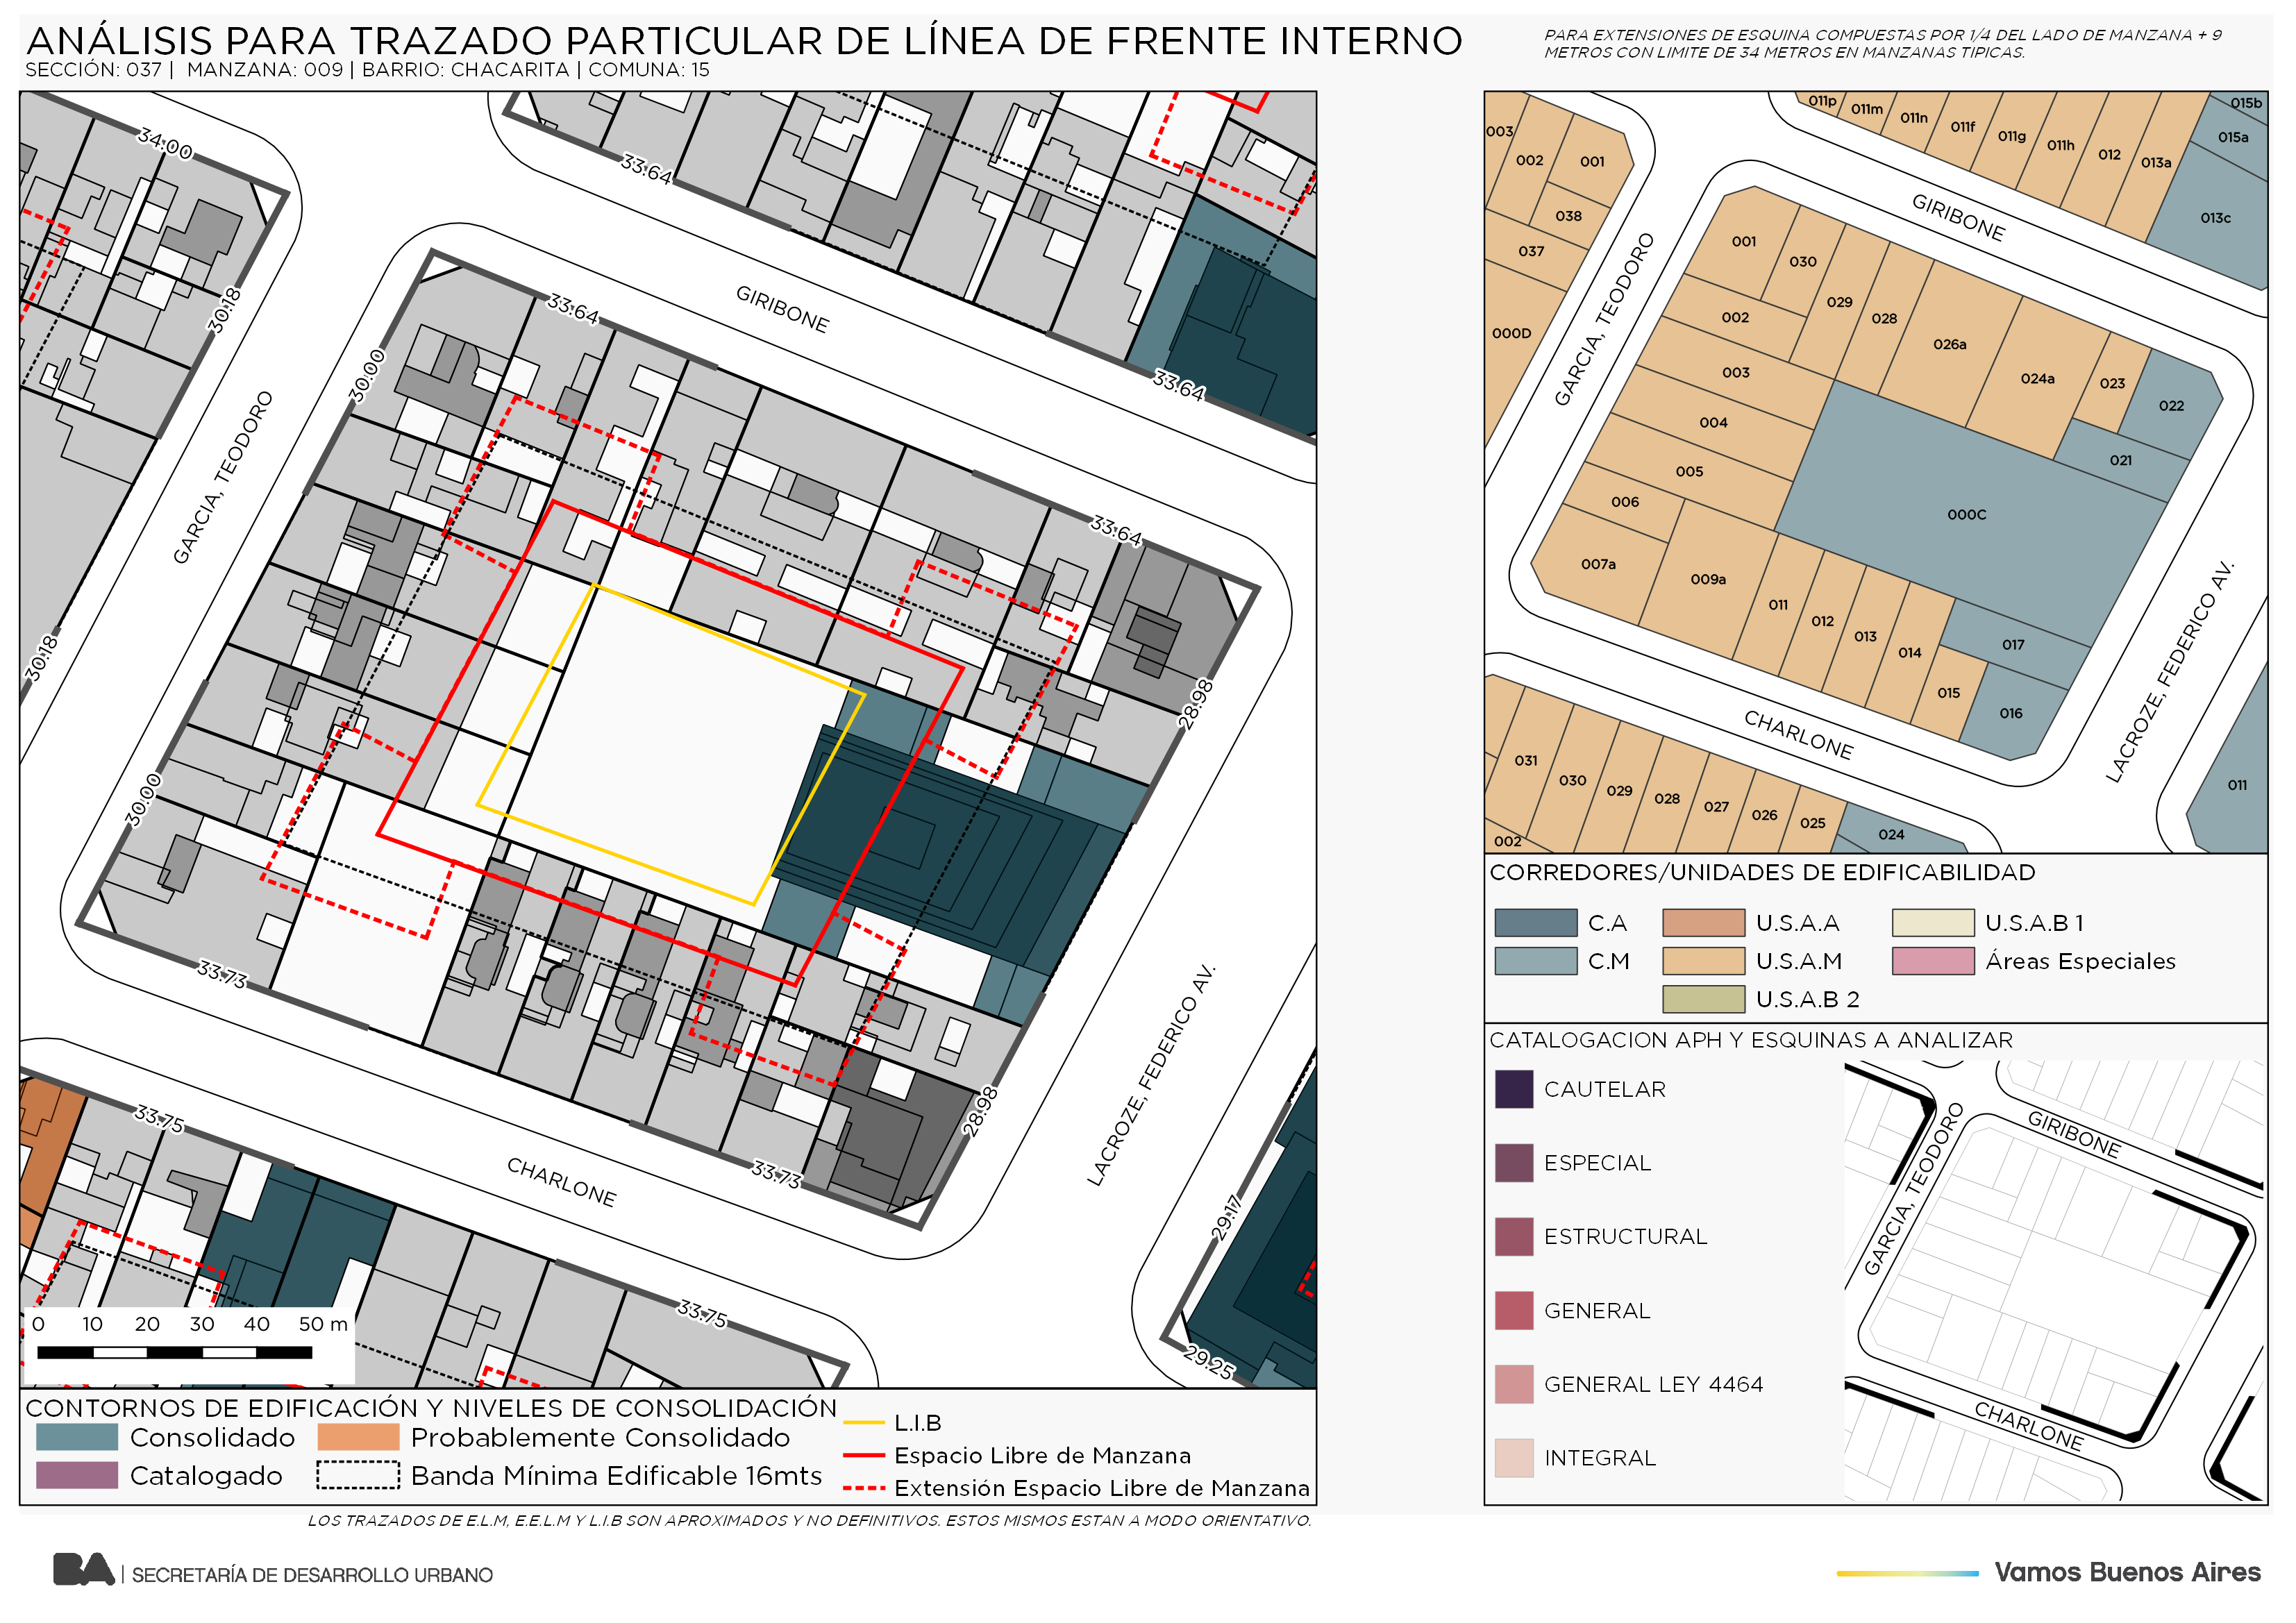 ANÁLISIS PARA TRAZADO PARTICULAR DE LÍNEA DE FRENTE INTERNO
SECCIÓN: 037 | MANZANA: 009 | BARRIO: CHACARITA | COMUNA: 15
PARA EXTENSIONES DE ESQUINA COMPUESTAS POR 1/4 DEL LADO DE MANZANA + 9
METROS CON LIMITE DE 34 METROS EN MANZANAS TIPICAS.
34:00
33.64
30.18
33.64
GIRIBONE
33.64
30.00
GARCIA, TEODORO
33.64
30.18
28.98
30.00
33.73
LACROZE, FEDERICO AV.
28.98
33.75
CHARLONE
33.73
29.17
33.75
29.25
0 10 20 30 40 50 m
011p
011m
011n
011f
011g
011h
012
013a
015b
015a
013c
003
002
001
038
037
000D
GIRIBONE
GARCIA, TEODORO
001
030
029
028
026a
024a
023
022
021
002
003
004
005
006
007a
009a
000C
011
012
013
014
015
017
016
CHARLONE
LACROZE, FEDERICO AV.
031
030
029
028
027
026
025
024
002
011
CORREDORES/UNIDADES DE EDIFICABILIDAD
C.A
U.S.A.A
U.S.A.B 1
C.M
U.S.A.M
Áreas Especiales
U.S.A.B 2
CATALOGACION APH Y ESQUINAS A ANALIZAR
CAUTELAR
ESPECIAL
ESTRUCTURAL
GENERAL
GENERAL LEY 4464
INTEGRAL
GIRIBONE
GARCIA, TEODORO
CHARLONE
CONTORNOS DE EDIFICACIÓN Y NIVELES DE CONSOLIDACIÓN
Consolidado
Probablemente Consolidado
Catalogado
Banda Mínima Edificable 16mts
L.I.B
Espacio Libre de Manzana
Extensión Espacio Libre de Manzana
LOS TRAZADOS DE E.L.M, E.E.L.M Y L.I.B SON APROXIMADOS Y NO DEFINITIVOS. ESTOS MISMOS ESTAN A MODO ORIENTATIVO.
BA | SECRETARÍA DE DESARROLLO URBANO
Vamos Buenos Aires